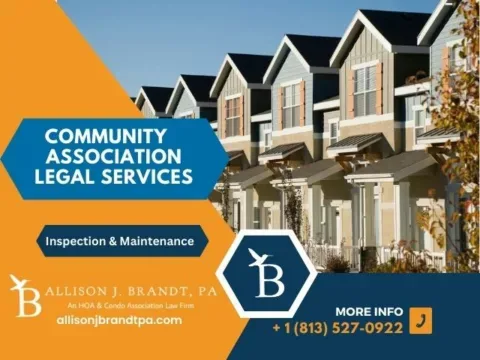 COMMUNITY
ASSOCIATION
LEGAL SERVICES
Inspection & Maintenance
B ALLISON J. BRANDT, PA
An HOA & Condo Association Law Firm
allisonjbrandtpa.com
B
MORE INFO
+ 1 (813) 527-0922